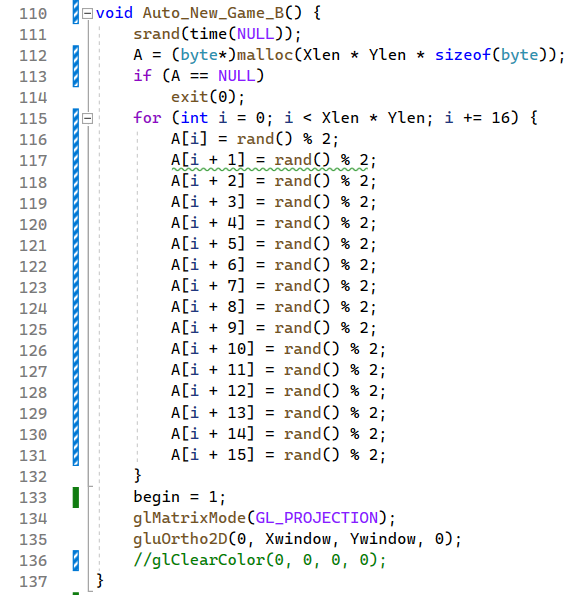 110 void Auto_New_Game_B() {
111     srand(time(NULL));
112     A = (byte*)malloc(Xlen * Ylen * sizeof(byte));
113     if (A == NULL)
114         exit(0);
115     for (int i = 0; i < Xlen * Ylen; i += 16) {
116         A[i] = rand() % 2;
117         A[i + 1] = rand() % 2;
118         A[i + 2] = rand() % 2;
119         A[i + 3] = rand() % 2;
120         A[i + 4] = rand() % 2;
121         A[i + 5] = rand() % 2;
122         A[i + 6] = rand() % 2;
123         A[i + 7] = rand() % 2;
124         A[i + 8] = rand() % 2;
125         A[i + 9] = rand() % 2;
126         A[i + 10] = rand() % 2;
127         A[i + 11] = rand() % 2;
128         A[i + 12] = rand() % 2;
129         A[i + 13] = rand() % 2;
130         A[i + 14] = rand() % 2;
131         A[i + 15] = rand() % 2;
132     }
133     begin = 1;
134     glMatrixMode(GL_PROJECTION);
135     gluOrtho2D(0, Xwindow, Ywindow, 0);
136     //glClearColor(0, 0, 0, 0);
137 }